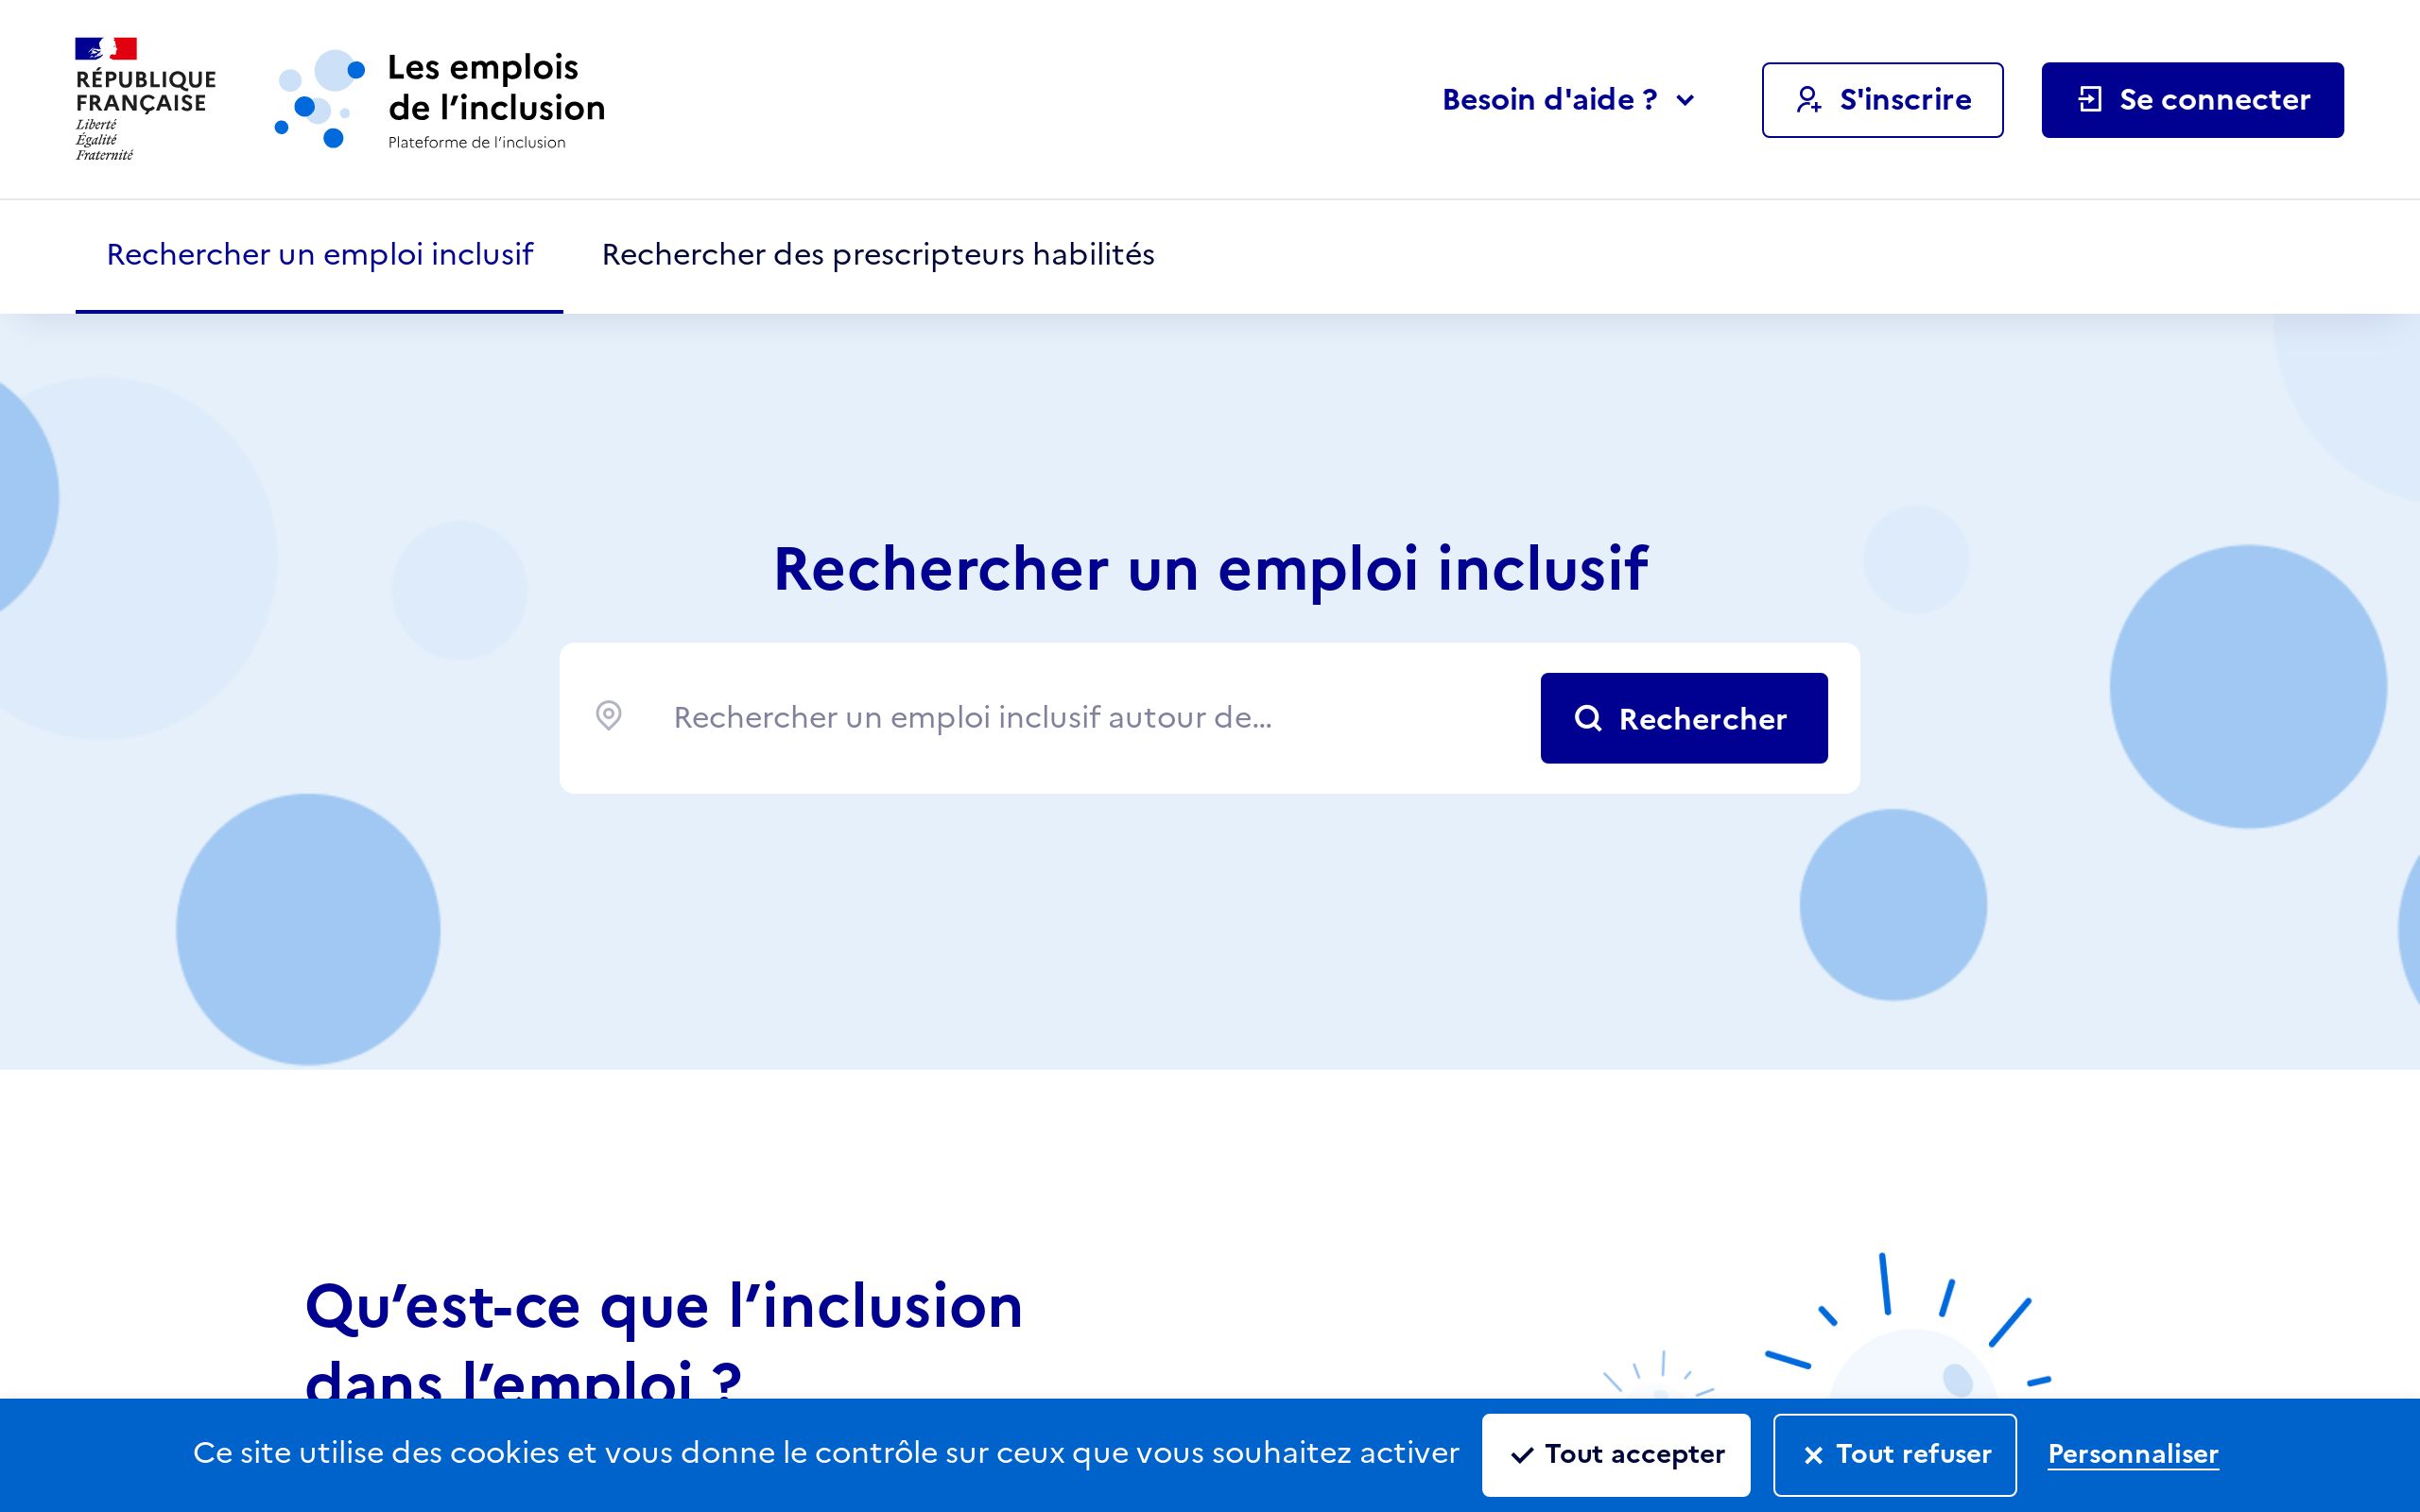 RÉPUBLIQUE
FRANÇAISE
Liberté
Égalité
Fraternité
Les emplois
de l’inclusion
Plateforme de l’inclusion
Besoin d'aide ?
S'inscrire
Se connecter
Rechercher un emploi inclusif
Rechercher des prescripteurs habilités
Rechercher un emploi inclusif
Rechercher un emploi inclusif autour de...
Rechercher
Qu’est-ce que l’inclusion
dans l’emploi ?
Ce site utilise des cookies et vous donne le contrôle sur ceux que vous souhaitez activer
Tout accepter
Tout refuser
Personnaliser